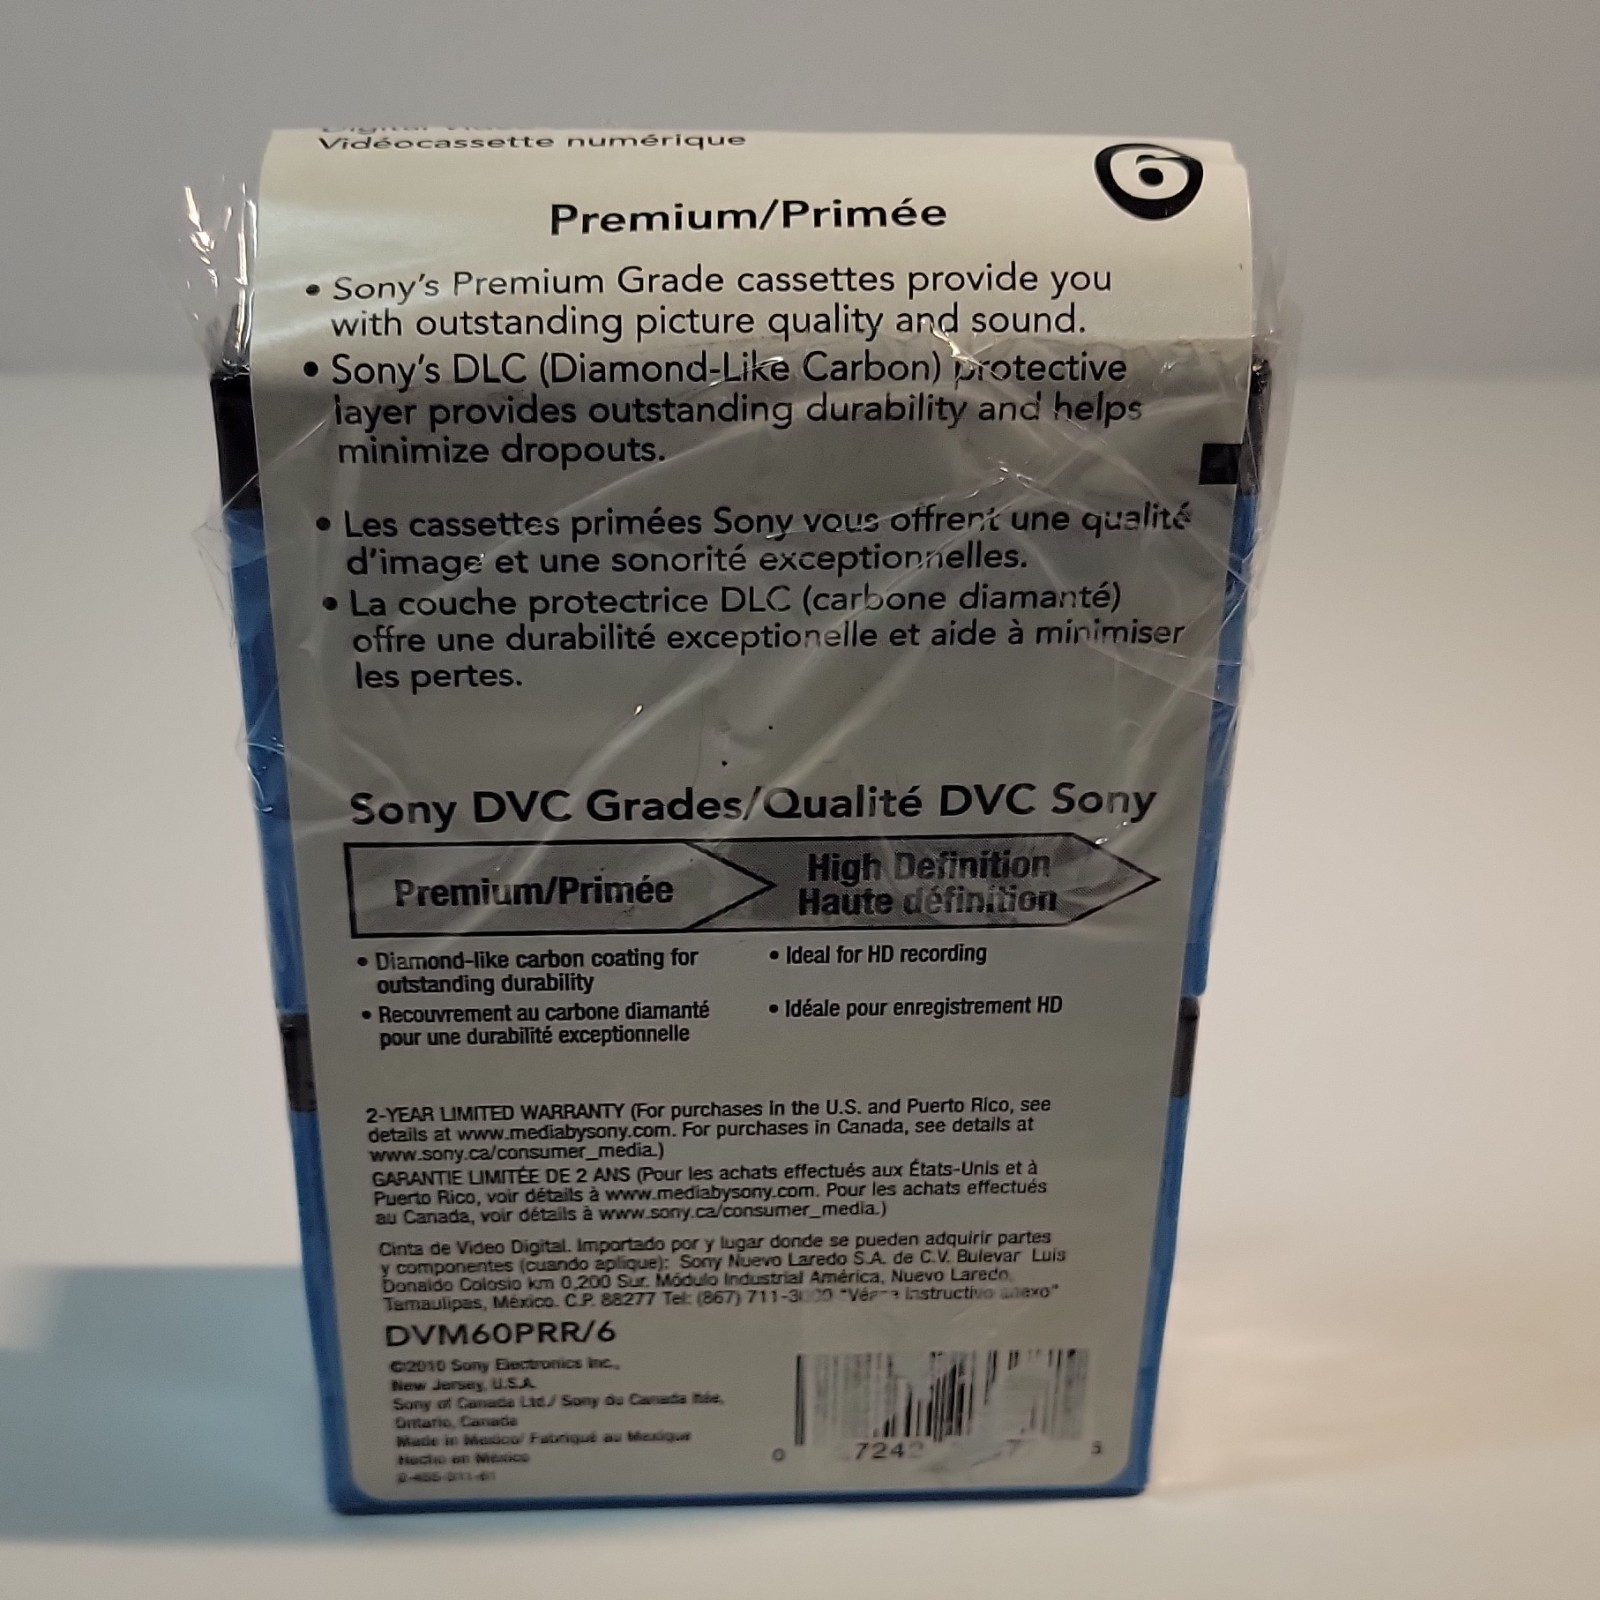 Vidéocassette numérique
6
Premium/Primée
• Sony's Premium Grade cassettes provide you
with outstanding picture quality and sound.
• Sony's DLC (Diamond-Like Carbon) protective
layer provides outstanding durability and helps
minimize dropouts.
• Les cassettes primées Sony vous offrent une qualité
d'image et une sonorité exceptionnelles.
• La couche protectrice DLC (carbone diamanté)
offre une durabilité exceptionelle et aide à minimiser
les pertes.
Sony DVC Grades/Qualité DVC Sony
Premium/Primée
High Definition
Haute définition
• Diamond-like carbon coating for
outstanding durability
• Recouvrement au carbone diamanté
pour une durabilité exceptionnelle
• Ideal for HD recording
• Idéale pour enregistrement HD
2-YEAR LIMITED WARRANTY (For purchases in the U.S. and Puerto Rico, see
details at www.mediabysony.com. For purchases in Canada, see details at
www.sony.ca/consumer_media.)
GARANTIE LIMITÉE DE 2 ANS (Pour les achats effectués aux États-Unis et à
Puerto Rico, voir détails à www.mediabysony.com. Pour les achats effectués
au Canada, voir détails à www.sony.ca/consumer_media.)
Cinta de Video Digital. Importado por y lugar donde se pueden adquirir partes
y componentes (cuando aplique): Sony Nuevo Laredo S.A. de C.V. Bulevar Luis
Donaldo Colosio km 0,200 Sur. Módulo Industrial América, Nuevo Laredo,
Tamaulipas, México. C.P. 88277 Tel: (867) 711- "Véase Instructivo anexo"
DVM60PRR/6
©2010 Sony Electronics Inc.,
New Jersey, U.S.A.
Sony of Canada Ltd./ Sony du Canada ltée,
Ontario, Canada
Made in Mexico/ Fabriqué au Mexique
Hecho en México
0 7242 7 5